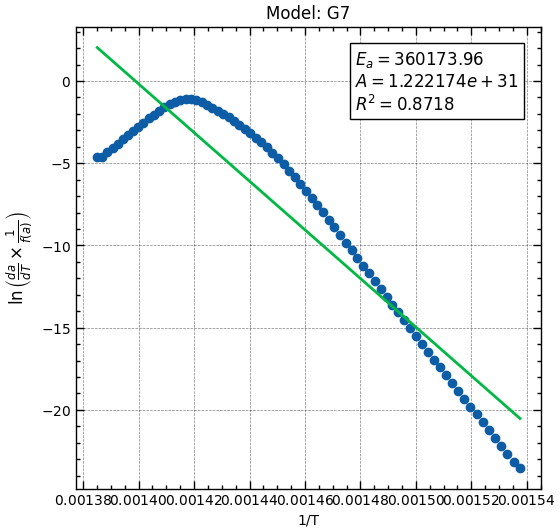 Model: G7
E_a = 360173.96
A = 1.222174e + 31
R^2 = 0.8718
0
−5
−10
−15
−20
ln(da/dT × 1/f(a))
0.00138 0.00140 0.00142 0.00144 0.00146 0.00148 0.00150 0.00152 0.00154
1/T